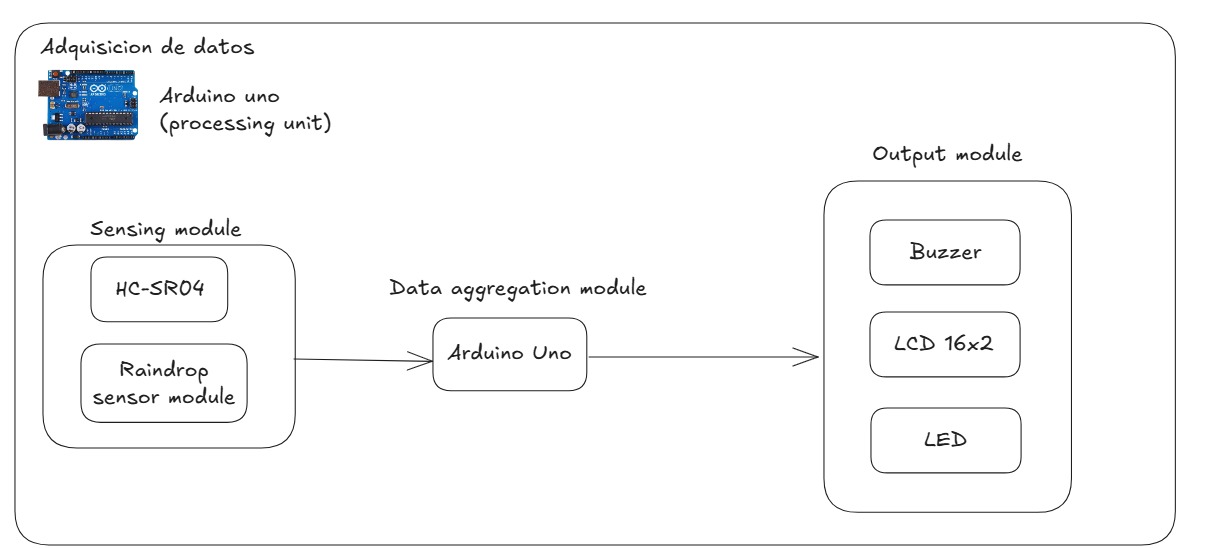 Adquisicion de datos
Arduino uno
(processing unit)
Output module
Sensing module
Buzzer
HC-SR04
Data aggregation module
LCD 16x2
Arduino Uno
Raindrop
sensor module
LED